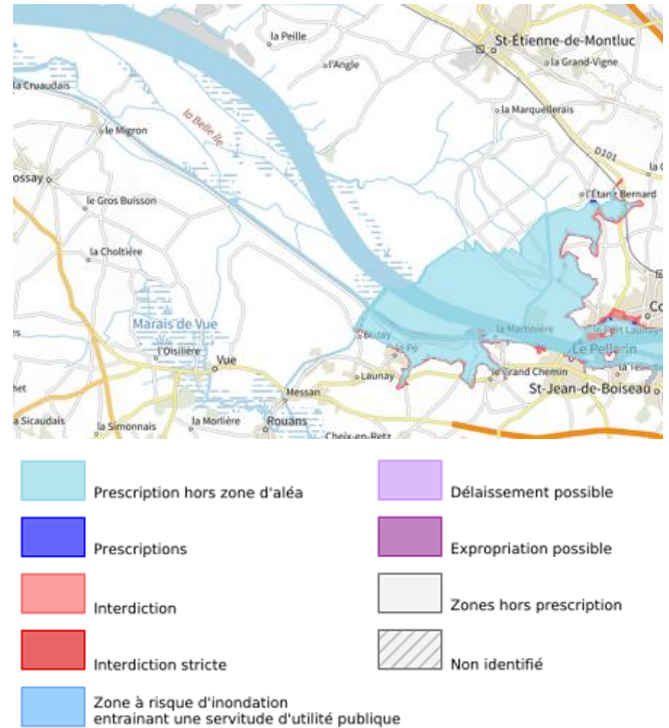 la Peille
St-Étienne-de-Montluc
la Grand-Vigne
l'Angle
la Cruaudais
la Belle Île
la Marquellerais
le Migron
D101
ossay
l'Étang Bernard
le Gros Buisson
la Choltière
Marais de Vue
Buzay
la Martinière
le Port Launay
l'Oisilière
Vue
le Pé
Le Pellerin
Launay
le Grand Chemin
St-Jean-de-Boiseau
Messan
la Sicaudais
la Simonnais
la Morlière
Rouans
Cheix-en-Retz
Prescription hors zone d'aléa
Délaissement possible
Prescriptions
Expropriation possible
Interdiction
Zones hors prescription
Interdiction stricte
Non identifié
Zone à risque d'inondation
entrainant une servitude d'utilité publique